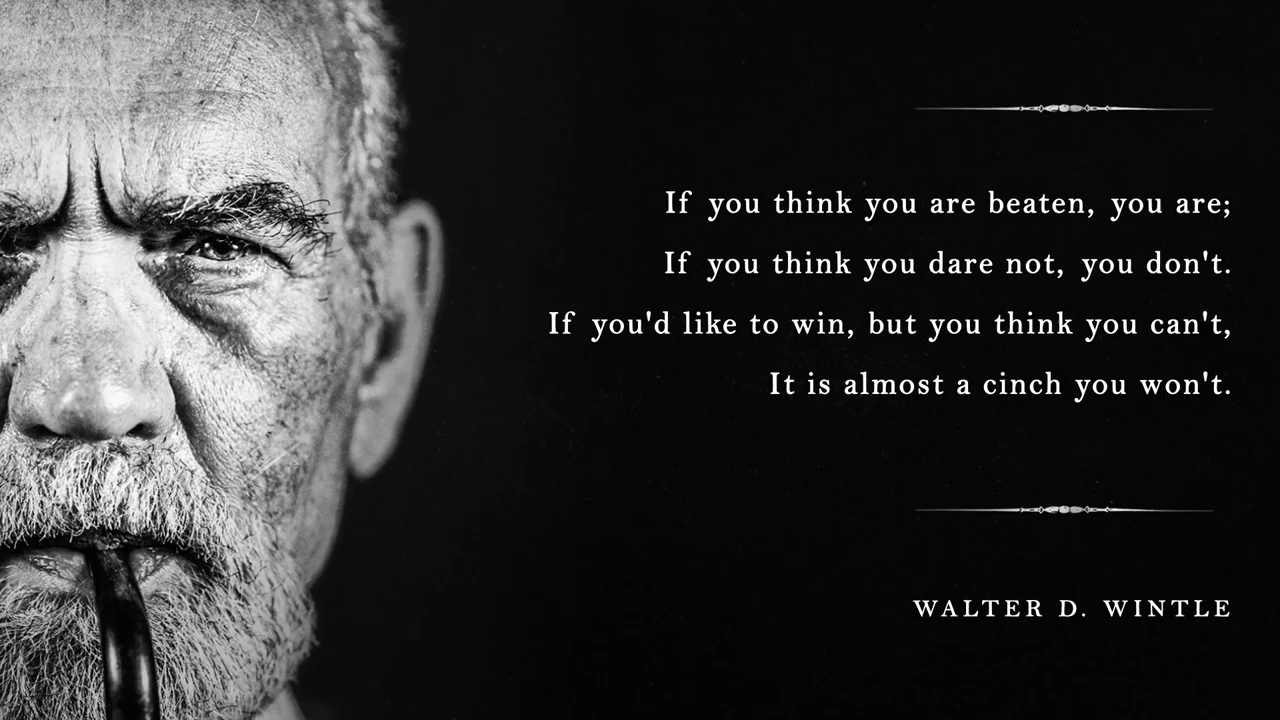 If you think you are beaten, you are;
If you think you dare not, you don't.
If you'd like to win, but you think you can't,
It is almost a cinch you won't.
WALTER D. WINTLE